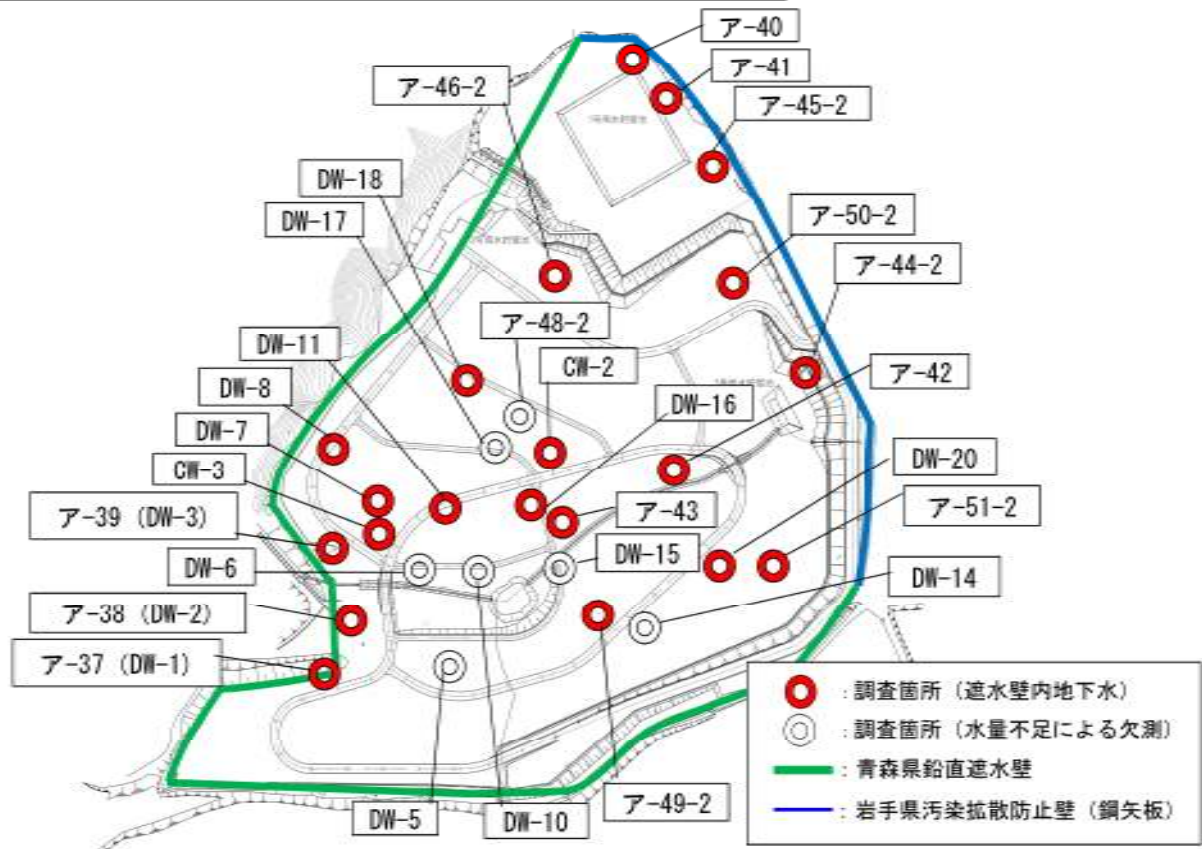 ア-40
ア-41
ア-46-2
ア-45-2
DW-18
DW-17
ア-50-2
ア-44-2
ア-48-2
DW-11
CW-2
ア-42
DW-8
DW-16
DW-7
DW-20
CW-3
ア-51-2
ア-39（DW-3）
ア-43
DW-6
DW-15
DW-14
ア-38（DW-2）
ア-37（DW-1）
：調査箇所（遮水壁内地下水）
：調査箇所（水量不足による欠測）
：青森県鉛直遮水壁
：岩手県汚染拡散防止壁（鋼矢板）
ア-49-2
DW-5
DW-10